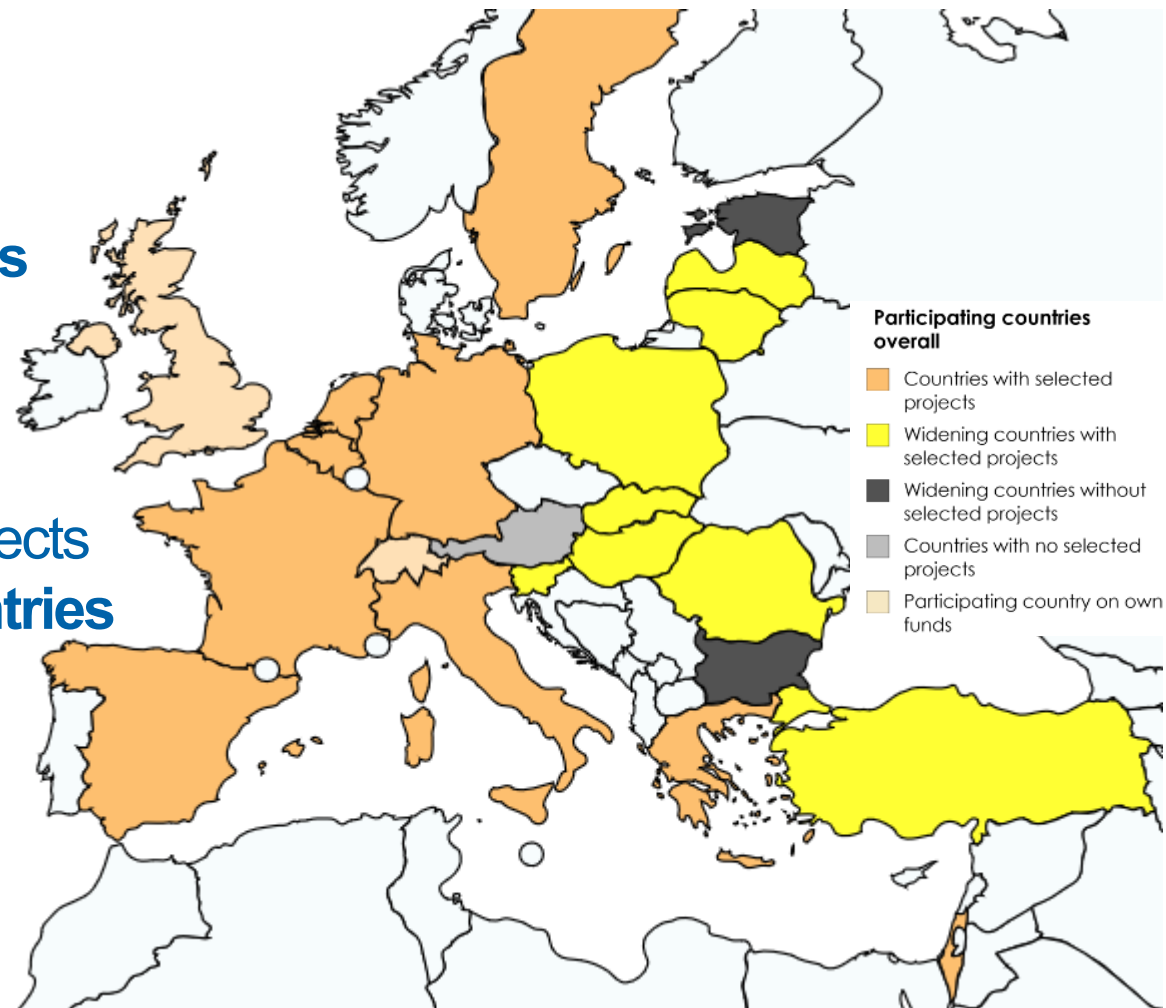 s
ects
ntries
Participating countries
overall
Countries with selected
projects
Widening countries with
selected projects
Widening countries without
selected projects
Countries with no selected
projects
Participating country on own
funds